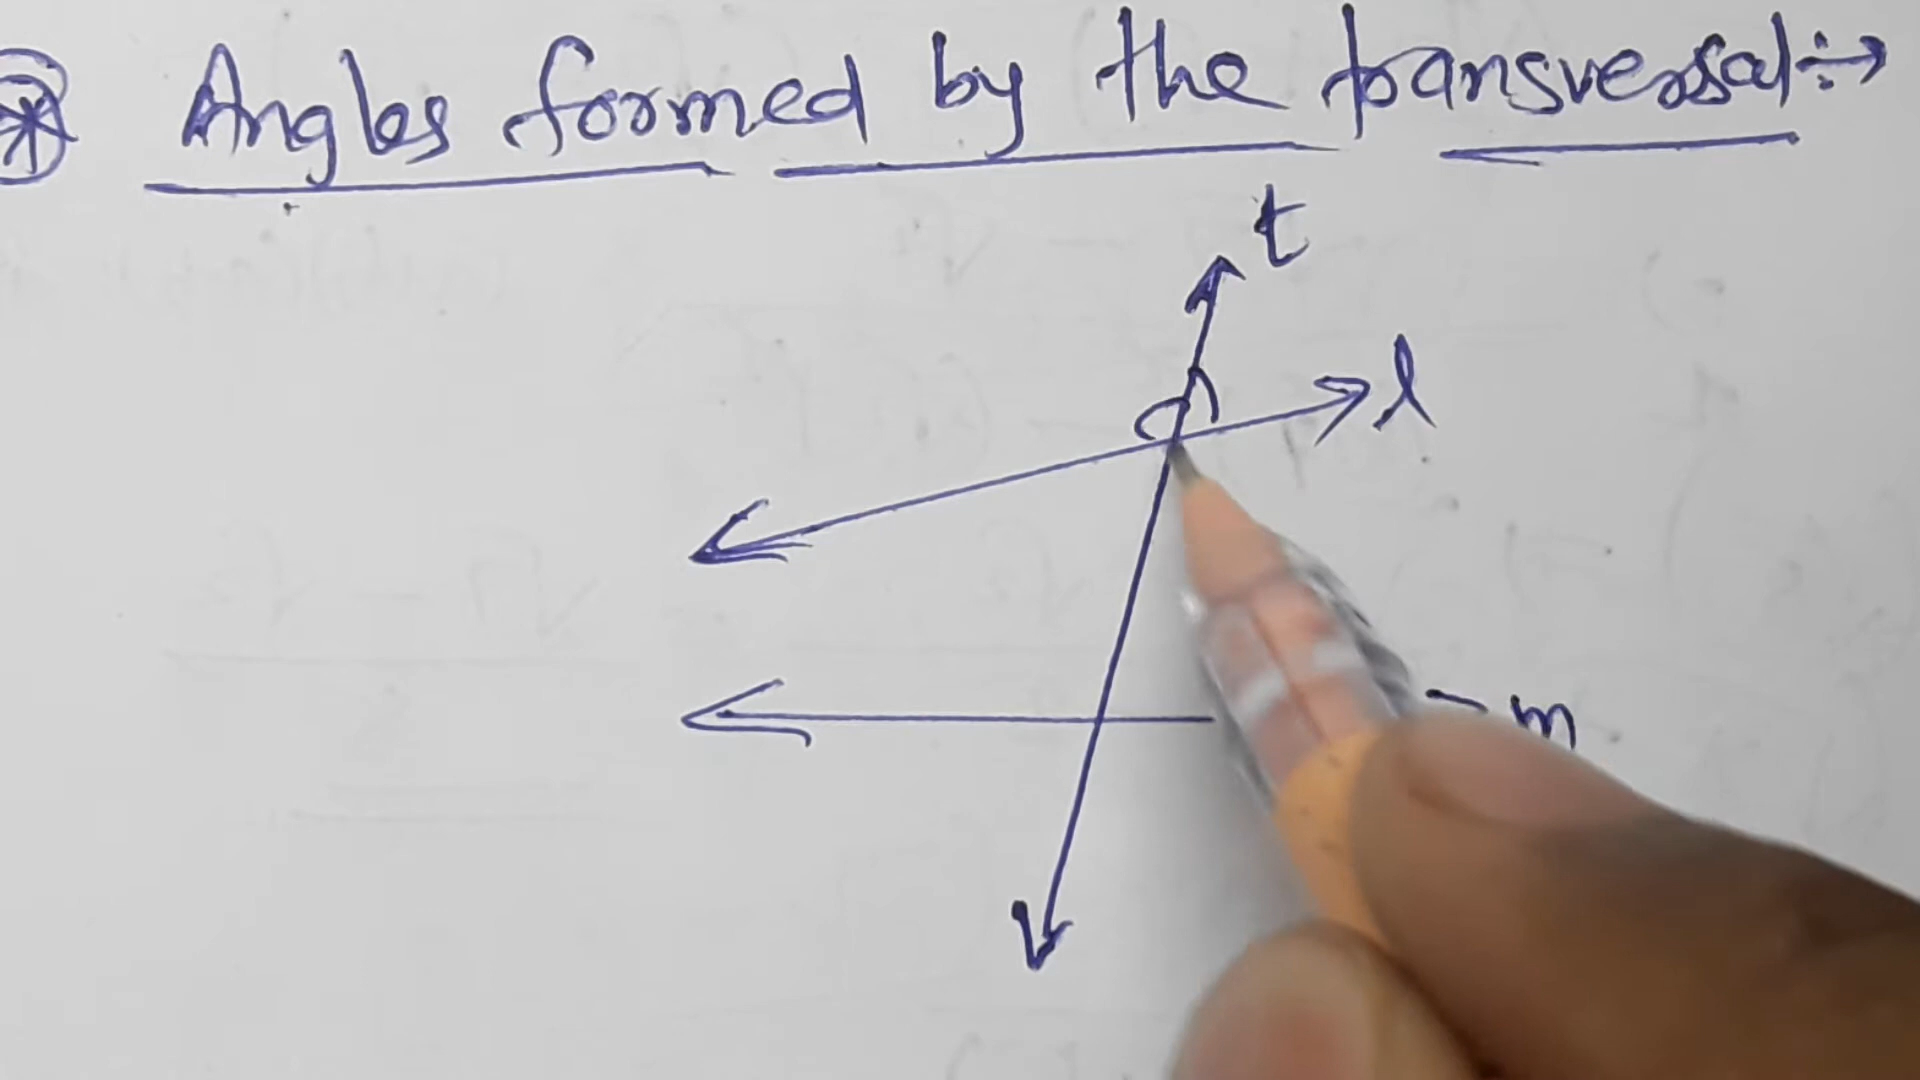 Angles formed by the transversal :→
t
l
m